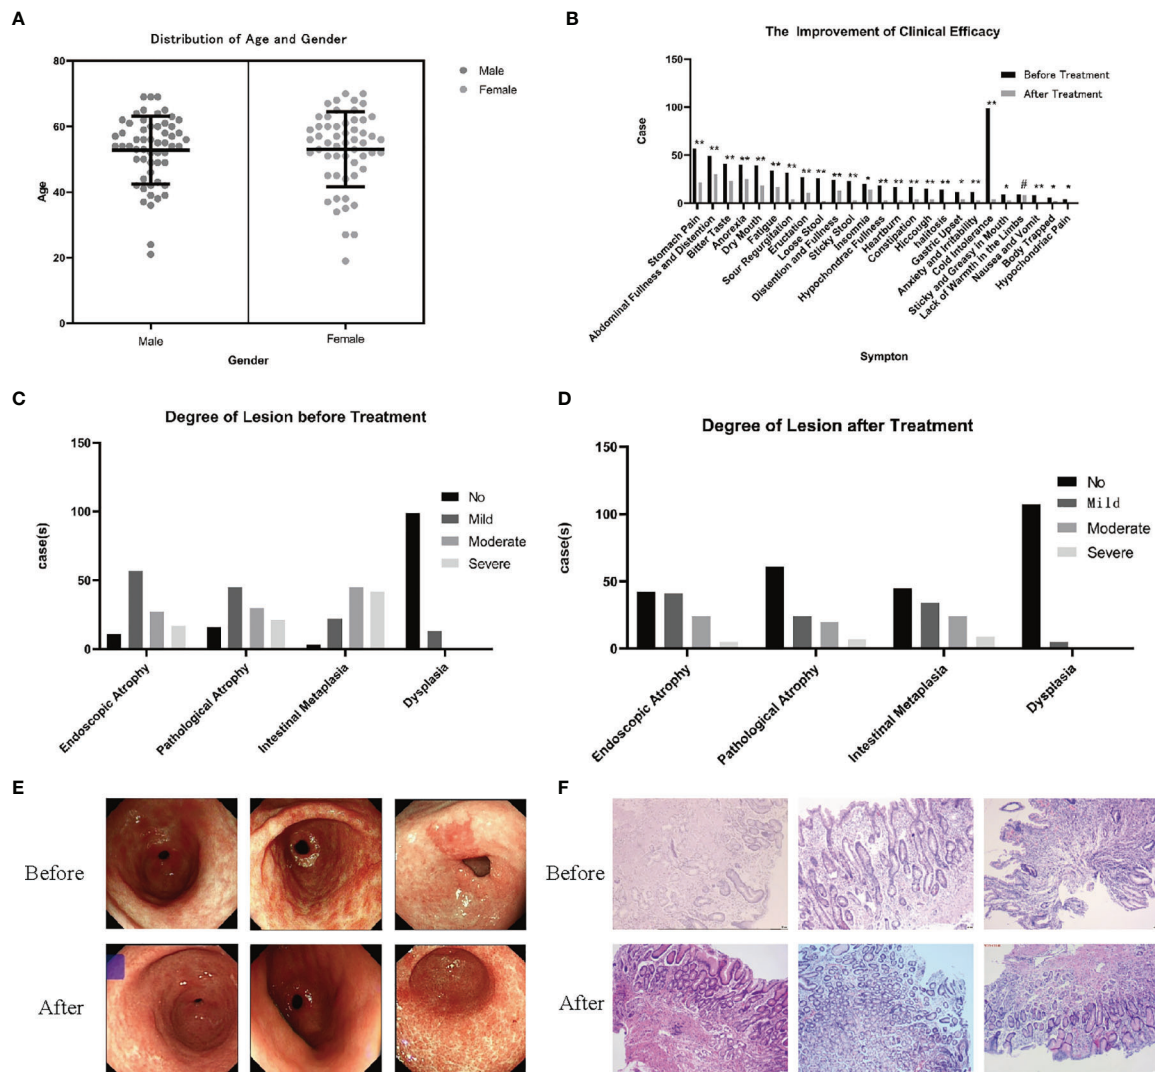 A
Distribution of Age and Gender
80
60
40
20
0
Age
Male
Female
Gender
Male
Female
B
The Improvement of Clinical Efficacy
150
100
50
0
Case
Before Treatment
After Treatment
** ** ** ** ** ** ** ** ** ** ** * ** ** ** ** ** * ** ** * # ** * *
Stomach Pain
Abdominal Fullness and Distention
Bitter Taste
Anorexia
Dry Mouth
Fatigue
Sour Regurgitation
Eructation
Loose Stool
Distention and Fullness
Sticky Stool
Insomnia
Hypochondrac Fullness
Heartburn
Constipation
Hiccough
halitosis
Gastric Upset
Anxiety and Irritability
Cold Intolerance
Sticky and Greasy in Mouth
Lack of Warmth in the Limbs
Nausea and Vomit
Body Trapped
Hypochondriac Pain
Sympton
C
Degree of Lesion before Treatment
150
100
50
0
case(s)
No
Mild
Moderate
Severe
Endoscopic Atrophy
Pathological Atrophy
Intestinal Metaplasia
Dysplasia
D
Degree of Lesion after Treatment
150
100
50
0
case(s)
No
Mild
Moderate
Severe
Endoscopic Atrophy
Pathological Atrophy
Intestinal Metaplasia
Dysplasia
E
Before
After
F
Before
After